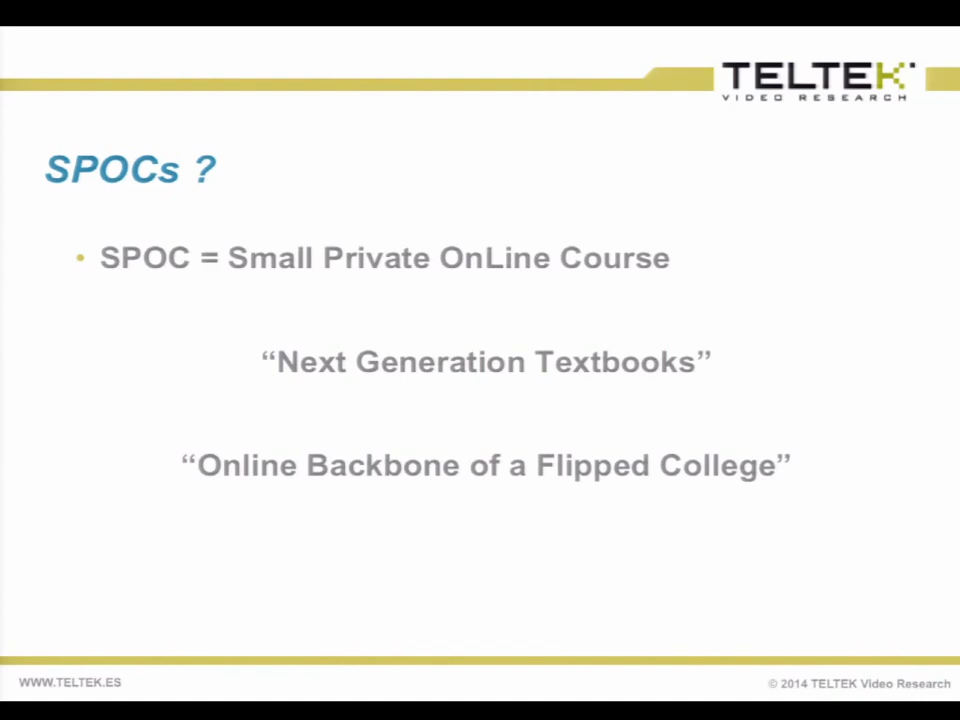 TELTEK
VIDEO RESEARCH
SPOCs ?
• SPOC = Small Private OnLine Course
“Next Generation Textbooks”
“Online Backbone of a Flipped College”
WWW.TELTEK.ES
© 2014 TELTEK Video Research